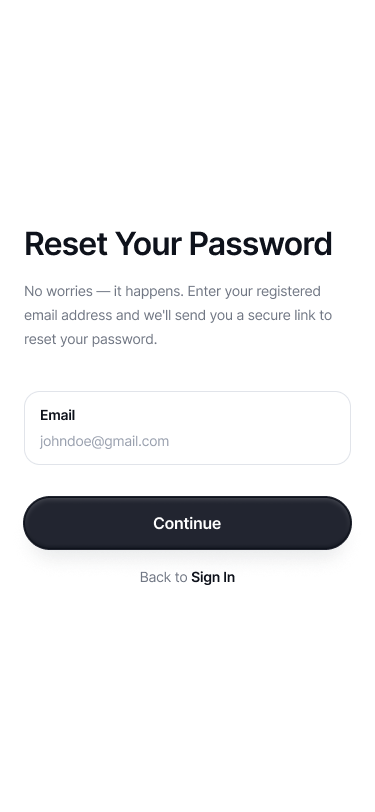 Reset Your Password
No worries — it happens. Enter your registered
email address and we'll send you a secure link to
reset your password.
Email
johndoe@gmail.com
Continue
Back to Sign In